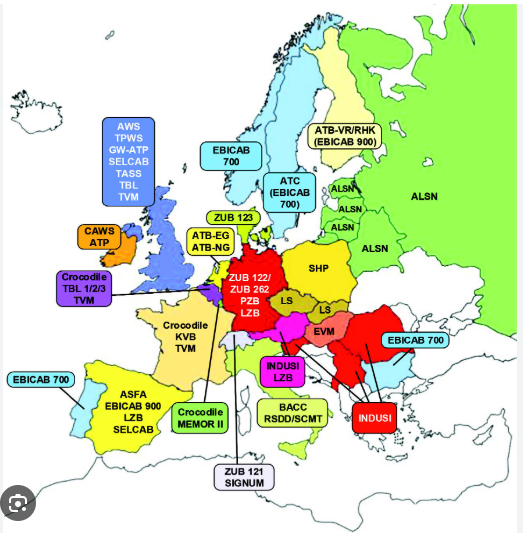 AWS
TPWS
GW-ATP
SELCAB
TASS
TBL
TVM
EBICAB
700
ATB-VR/RHK
(EBICAB 900)
ATC
(EBICAB
700)
ALSN
ALSN
ALSN
ALSN
ALSN
ZUB 123
CAWS
ATP
ATB-EG
ATB-NG
Crocodile
TBL 1/2/3
TVM
ZUB 122/
ZUB 262
PZB
LZB
SHP
LS
LS
EVM
Crocodile
KVB
TVM
EBICAB 700
INDUSI
LZB
EBICAB 700
ASFA
EBICAB 900
LZB
SELCAB
Crocodile
MEMOR II
BACC
RSDD/SCMT
INDUSI
ZUB 121
SIGNUM